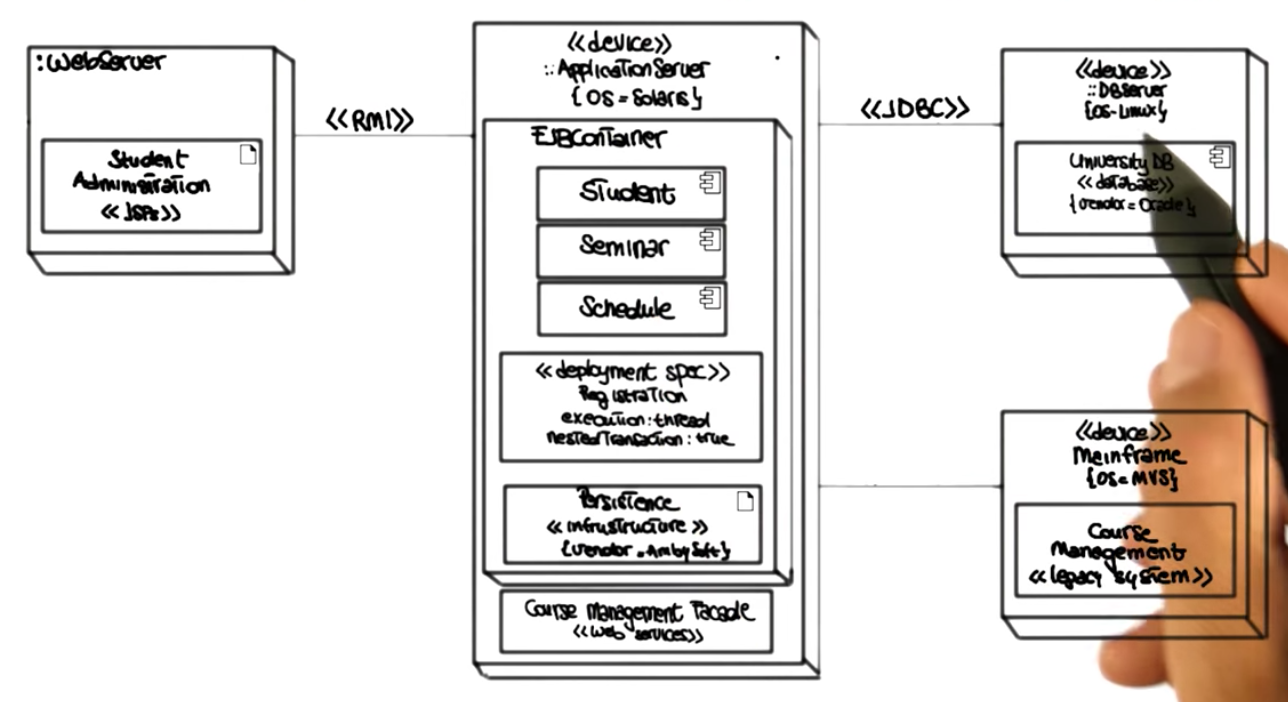 :WebServer
Student
Administration
<<JSPs>>
<<RMI>>
<<device>>
::ApplicationServer
{OS=Solaris}
EJBContainer
Student
Seminar
Schedule
<<deployment spec>>
Registration
execution:thread
nestedTransaction:true
Persistence
<<infrustructure>>
{vendor=AmbySoft}
Course Management Facade
<<web services>>
<<JDBC>>
<<device>>
::DBServer
{OS=Linux}
University DB
<<database>>
{vendor=Oracle}
<<device>>
Meinframe
{OS=MVS}
Course
Management
<<legacy system>>